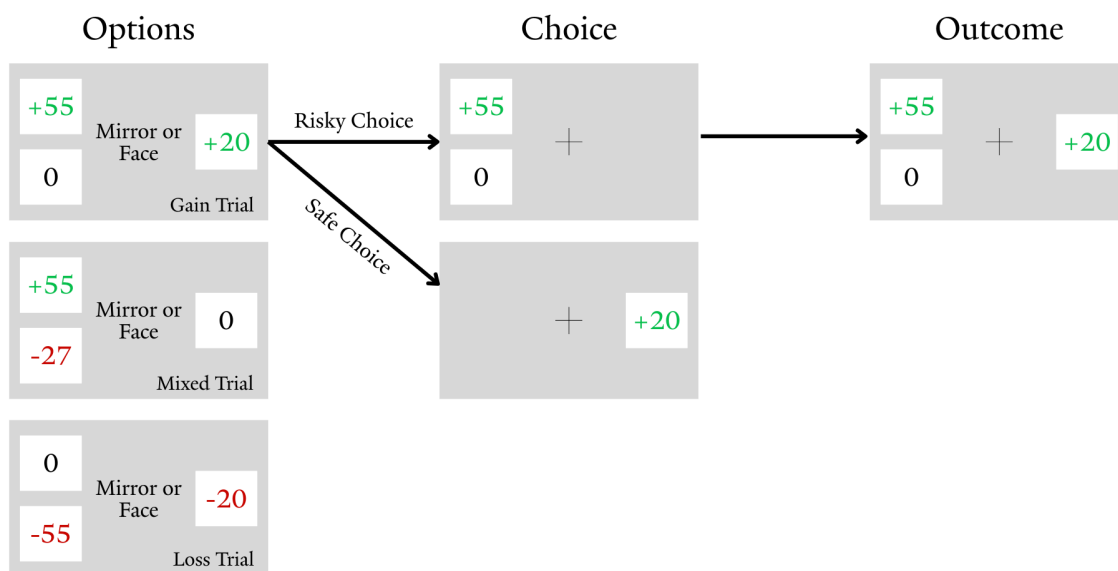 Options
Choice
Outcome
+55
Mirror or
Face
0
+20
Gain Trial
Risky Choice
Safe Choice
+55
0
+55
0
+20
+55
-27
Mirror or
Face
0
Mixed Trial
+20
0
-55
Mirror or
Face
-20
Loss Trial